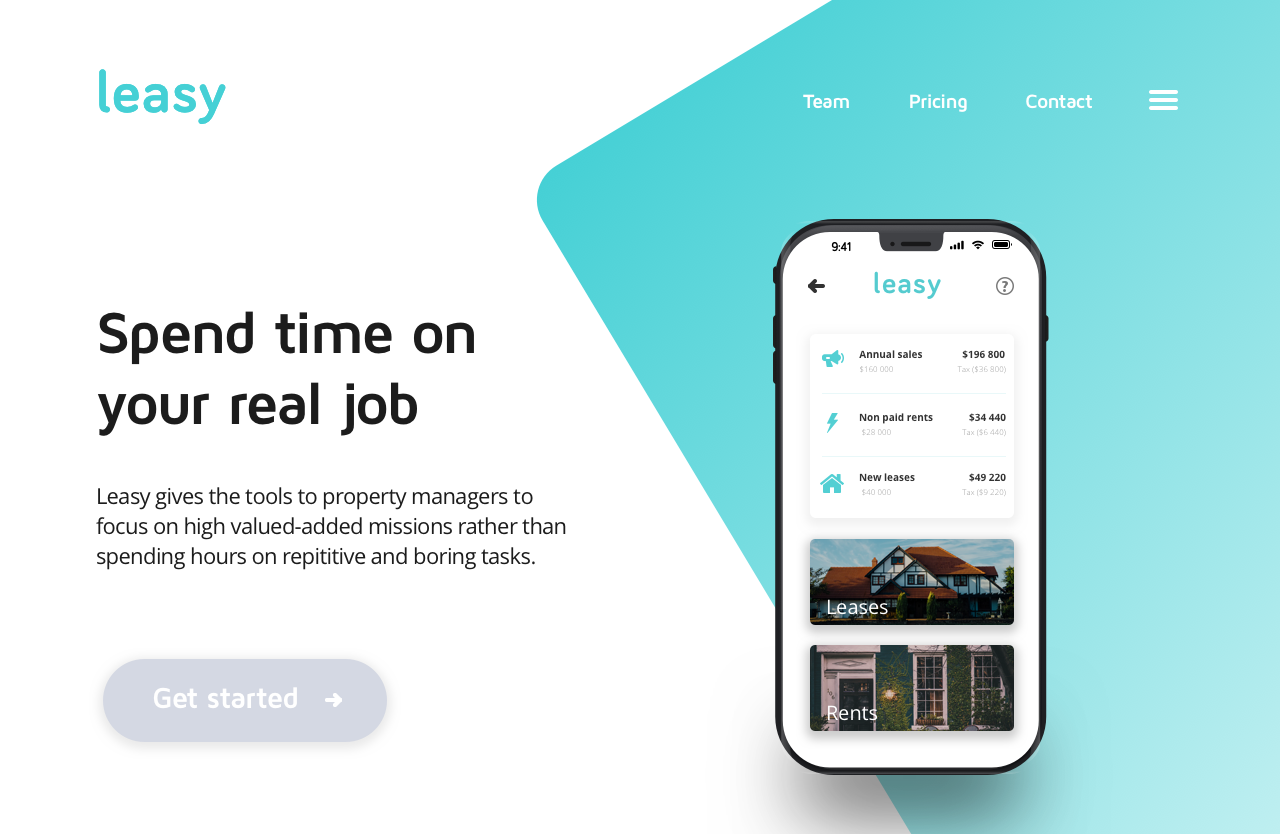 leasy
Team Pricing Contact
Spend time on
your real job
Leasy gives the tools to property managers to
focus on high valued-added missions rather than
spending hours on repititive and boring tasks.
Get started
9:41
leasy
?
Annual sales $196 800
$160 000 Tax ($36 800)
Non paid rents $34 440
$28 000 Tax ($6 440)
New leases $49 220
$40 000 Tax ($9 220)
Leases
Rents